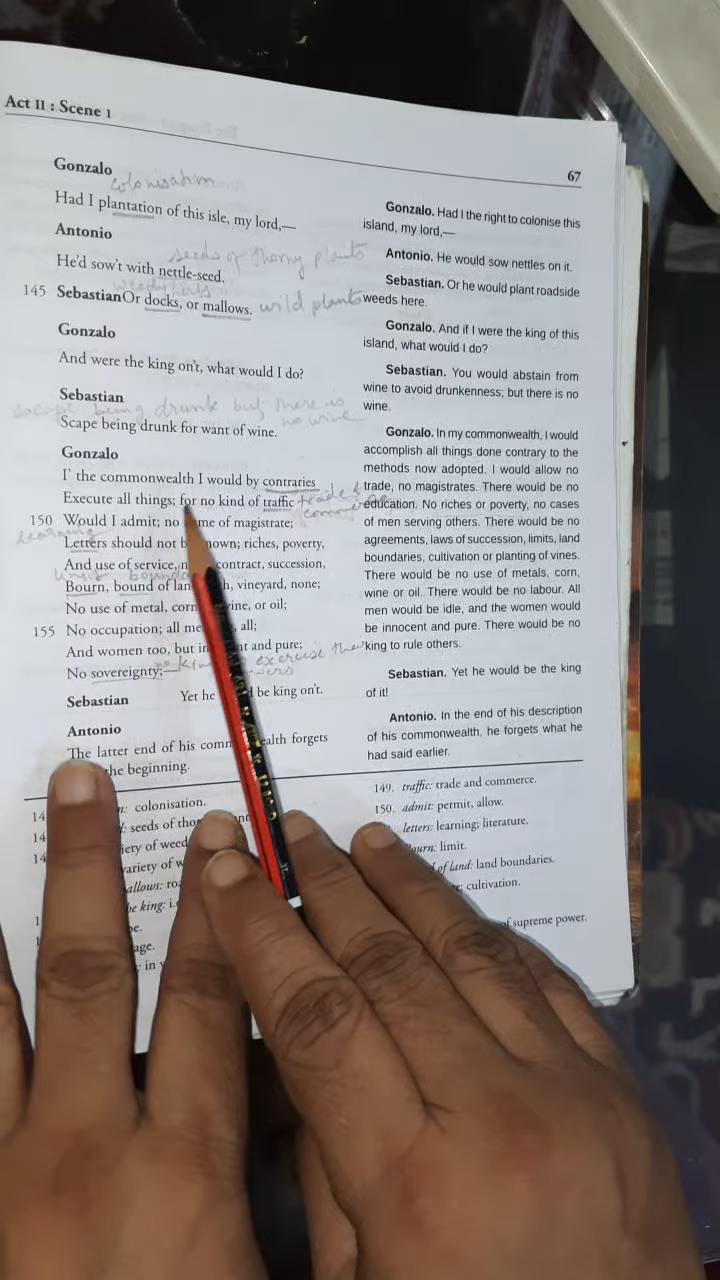 Act II : Scene 1
67
Gonzalo
colonisation
Had I plantation of this isle, my lord,—
Antonio
seeds of thorny plants
He'd sow't with nettle-seed.
145 Sebastian Or docks, or mallows. wild plants
Gonzalo
And were the king on't, what would I do?
Sebastian
escape being drunk but there is
no wine
Scape being drunk for want of wine.
Gonzalo
I' the commonwealth I would by contraries
Execute all things; for no kind of traffic trade &
150 Would I admit; no of magistrate;
learning
Letters should not b nown; riches, poverty,
And use of service, n contract, succession,
Bourn, bound of lan h, vineyard, none;
No use of metal, corn ine, or oil;
155 No occupation; all me , all;
And women too, but in nt and pure;
exercise
No sovereignty;—
Sebastian Yet he d be king on't.
Antonio
The latter end of his comm ealth forgets
he beginning.
Gonzalo. Had I the right to colonise this
island, my lord,—
Antonio. He would sow nettles on it.
Sebastian. Or he would plant roadside
weeds here.
Gonzalo. And if I were the king of this
island, what would I do?
Sebastian. You would abstain from
wine to avoid drunkenness; but there is no
wine.
Gonzalo. In my commonwealth, I would
accomplish all things done contrary to the
methods now adopted. I would allow no
trade, no magistrates. There would be no
education. No riches or poverty, no cases
of men serving others. There would be no
agreements, laws of succession, limits, land
boundaries, cultivation or planting of vines.
There would be no use of metals, corn,
wine or oil. There would be no labour. All
men would be idle, and the women would
be innocent and pure. There would be no
king to rule others.
Sebastian. Yet he would be the king
of it!
Antonio. In the end of his description
of his commonwealth, he forgets what he
had said earlier.
: colonisation.
: seeds of tho
iety of weed
variety of w
allows: ro
he king: i.e
pe.
age.
: in
149. traffic: trade and commerce.
150. admit: permit, allow.
letters: learning; literature.
ourn: limit.
d of land: land boundaries.
: cultivation.
of supreme power.